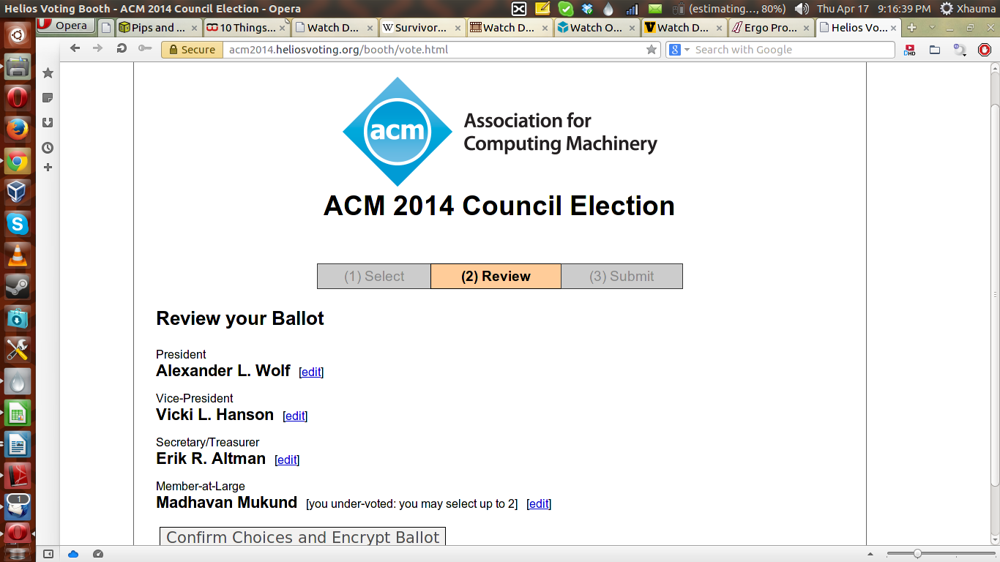 Helios Voting Booth - ACM 2014 Council Election - Opera
(estimating..., 80%) Thu Apr 17 9:16:39 PM Xhauma
Opera Pips and ... 10 Things... Watch D... Survivor... Watch D... Watch O... Watch D... Ergo Pro... Helios Vo...
Secure acm2014.heliosvoting.org/booth/vote.html Search with Google
DHD
acm
Association for
Computing Machinery
ACM 2014 Council Election
(1) Select (2) Review (3) Submit
Review your Ballot
President
Alexander L. Wolf [edit]
Vice-President
Vicki L. Hanson [edit]
Secretary/Treasurer
Erik R. Altman [edit]
Member-at-Large
Madhavan Mukund [you under-voted: you may select up to 2] [edit]
1
Confirm Choices and Encrypt Ballot